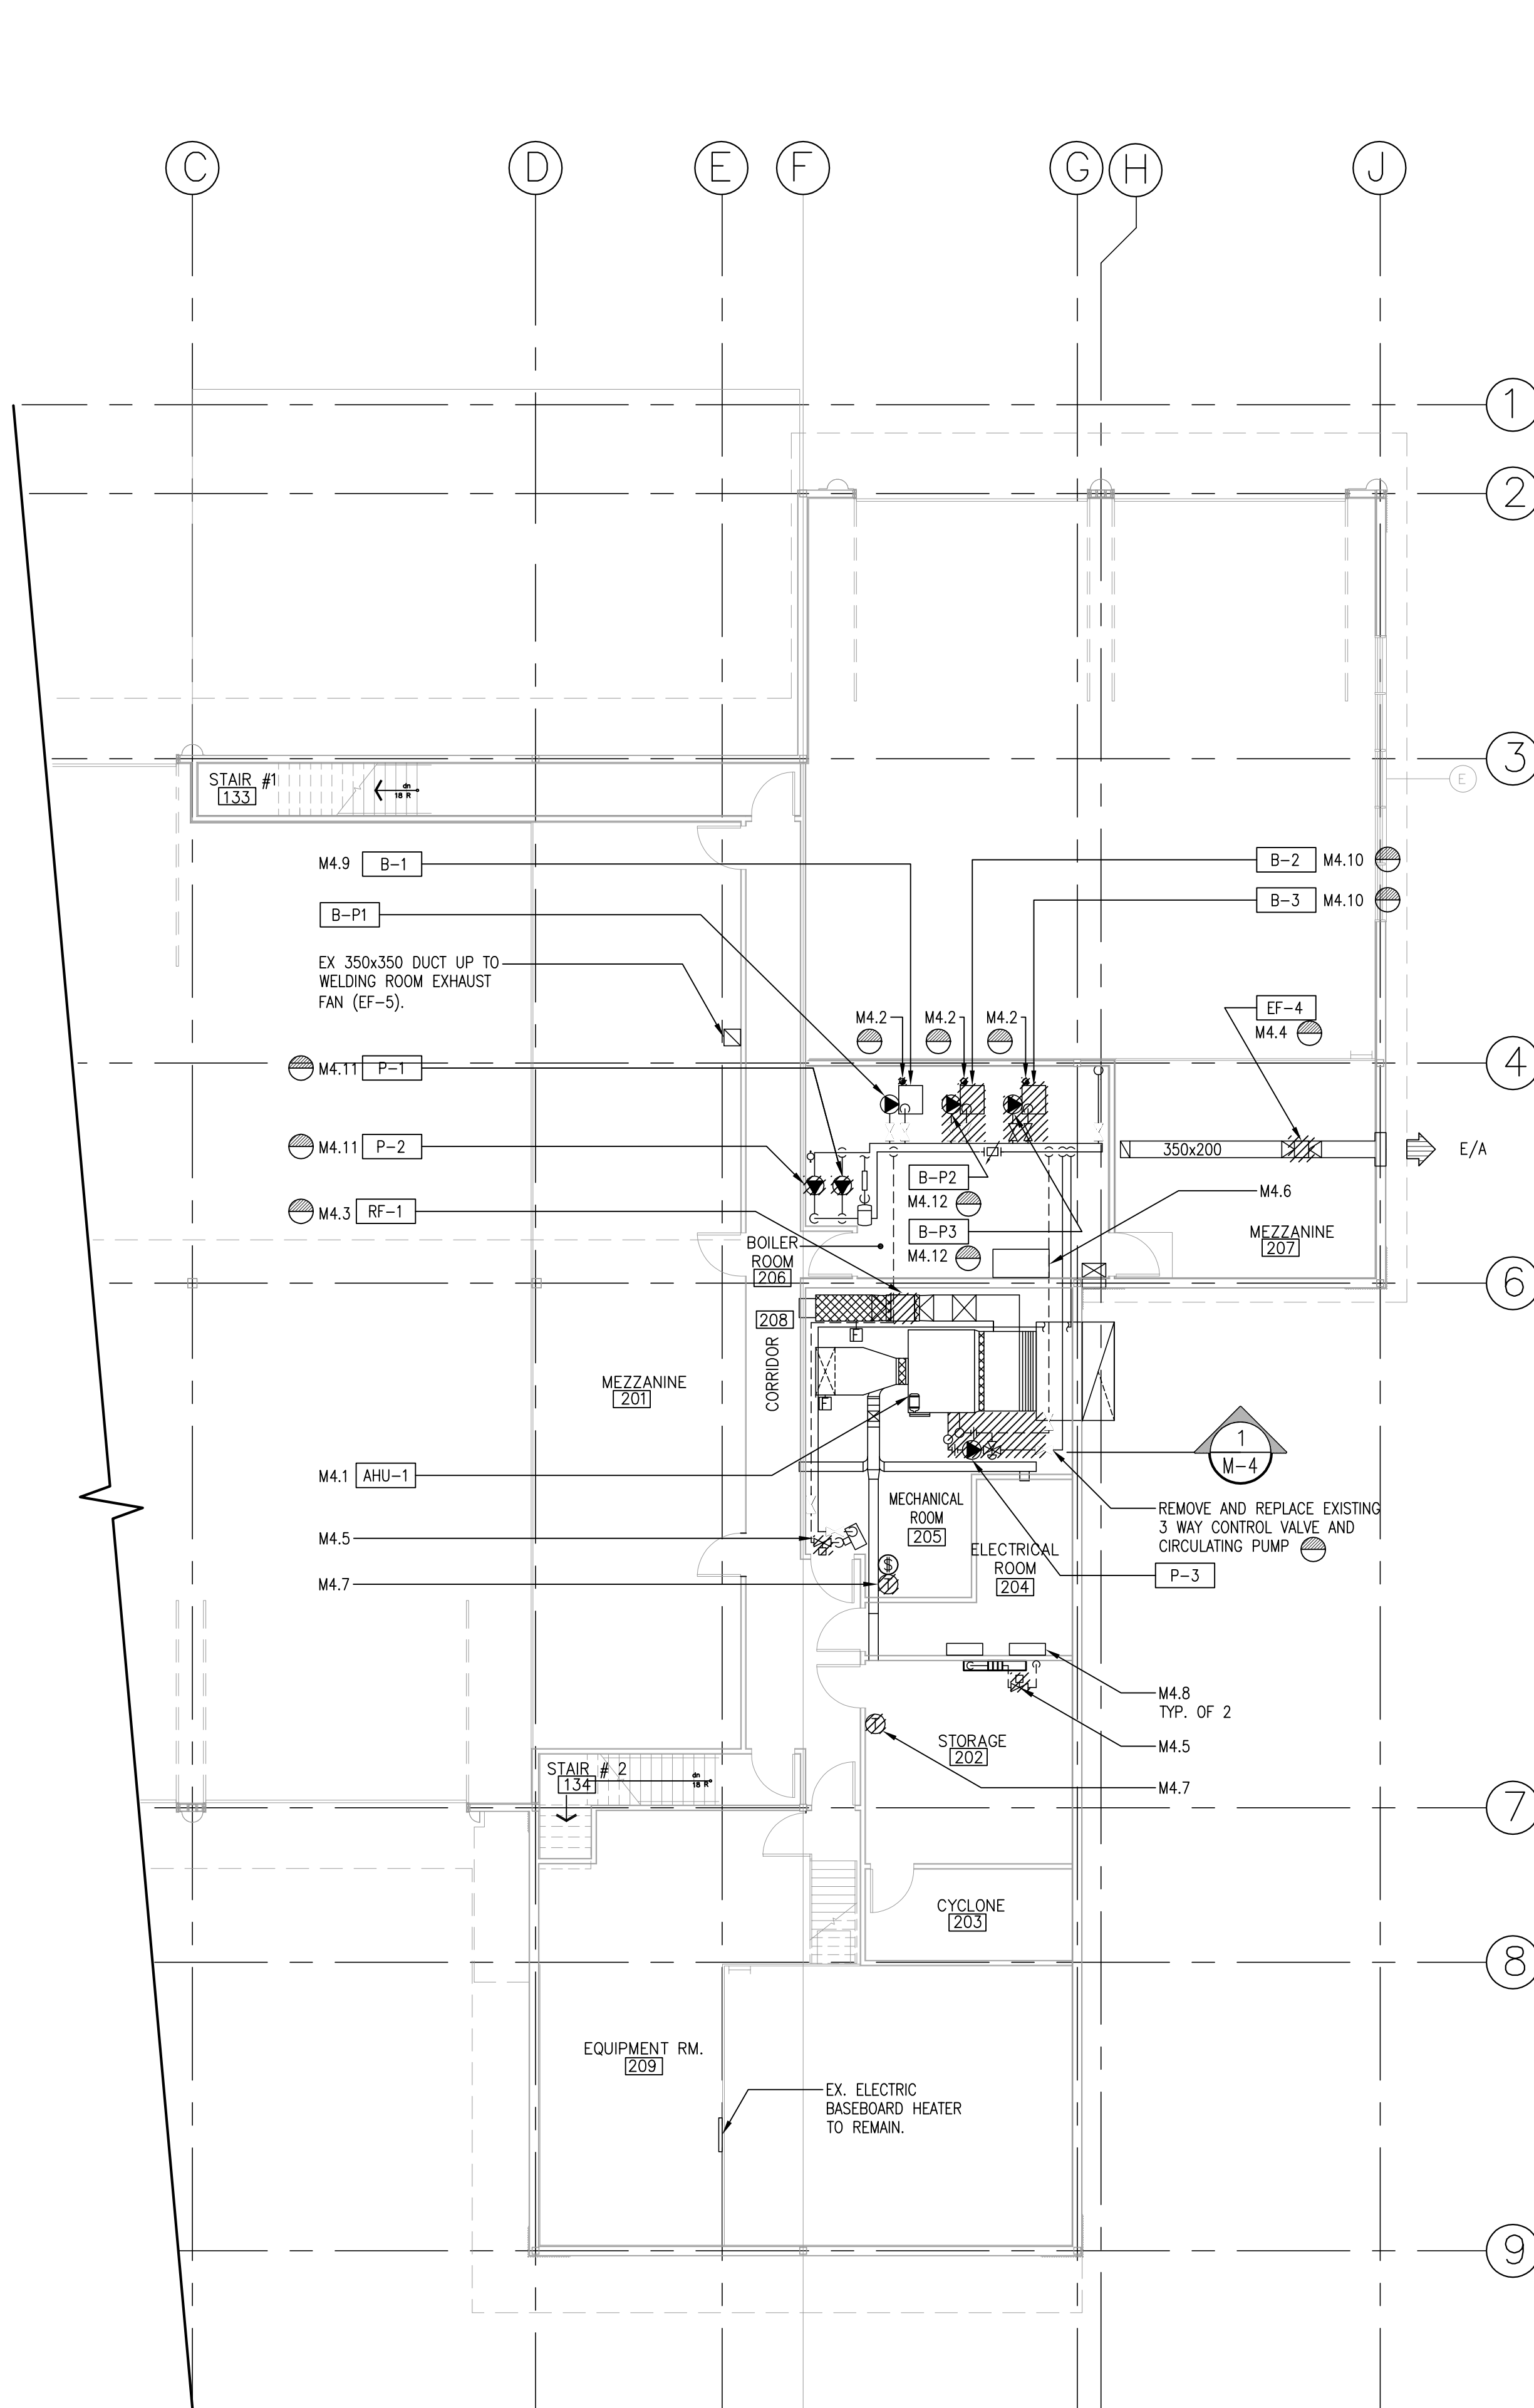 C
D
E
F
G
H
J
1
2
3
E
STAIR #1
133
dn
18 R
M4.9
B-1
B-2
M4.10
B-3
M4.10
B-P1
EX 350x350 DUCT UP TO
WELDING ROOM EXHAUST
FAN (EF-5).
M4.2
M4.2
M4.2
EF-4
M4.4
4
M4.11
P-1
M4.11
P-2
350x200
E/A
B-P2
M4.12
M4.6
M4.3
RF-1
B-P3
M4.12
BOILER
ROOM
206
MEZZANINE
207
6
208
CORRIDOR
F
F
MEZZANINE
201
1
M-4
M4.1
AHU-1
MECHANICAL
ROOM
205
REMOVE AND REPLACE EXISTING
3 WAY CONTROL VALVE AND
CIRCULATING PUMP
M4.5
ELECTRICAL
ROOM
204
P-3
M4.7
$
T
M4.8
TYP. OF 2
T
STORAGE
202
M4.5
M4.7
STAIR # 2
134
dn
18 R
7
CYCLONE
203
8
EQUIPMENT RM.
209
EX. ELECTRIC
BASEBOARD HEATER
TO REMAIN.
9